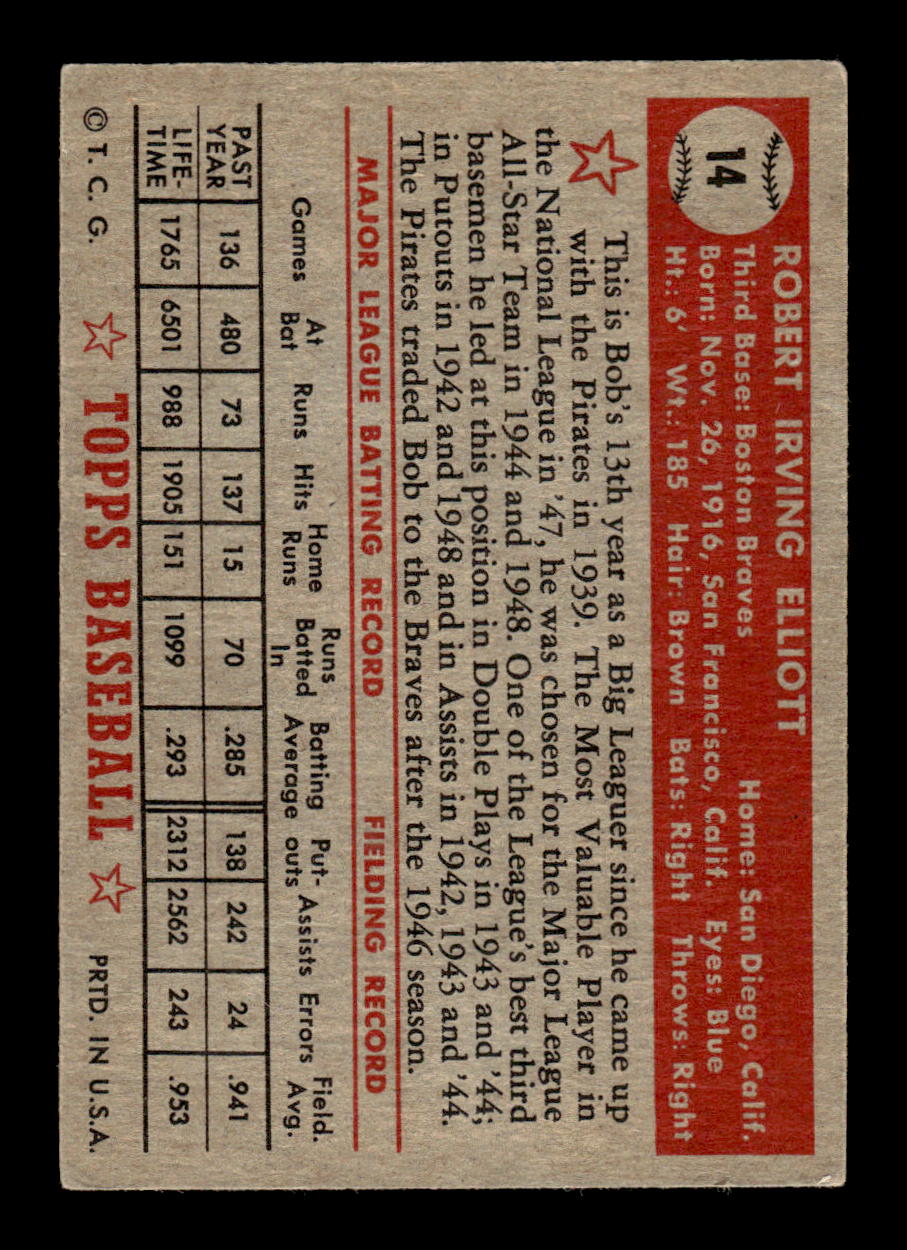 14
ROBERT IRVING ELLIOTT
Third Base: Boston Braves Home: San Diego, Calif.
Born: Nov. 26, 1916, San Francisco, Calif. Eyes: Blue
Ht.: 6' Wt.: 185 Hair: Brown Bats: Right Throws: Right
This is Bob's 13th year as a Big Leaguer since he came up
with the Pirates in 1939. The Most Valuable Player in
the National League in '47, he was chosen for the Major League
All-Star Team in 1944 and 1948. One of the League's best third
basemen he led at this position in Double Plays in 1943 and '44;
in Putouts in 1942 and 1948 and in Assists in 1942, 1943 and '44.
The Pirates traded Bob to the Braves after the 1946 season.
MAJOR LEAGUE BATTING RECORD FIELDING RECORD
Games At Bat Runs Hits Home Runs Runs Batted In Batting Average Put-outs Assists Errors Field. Avg.
PAST YEAR 136 480 73 137 15 70 .285 138 242 24 .941
LIFE-TIME 1765 6501 988 1905 151 1099 .293 2312 2562 243 .953
© T. C. G. TOPPS BASEBALL PRTD. IN U.S.A.